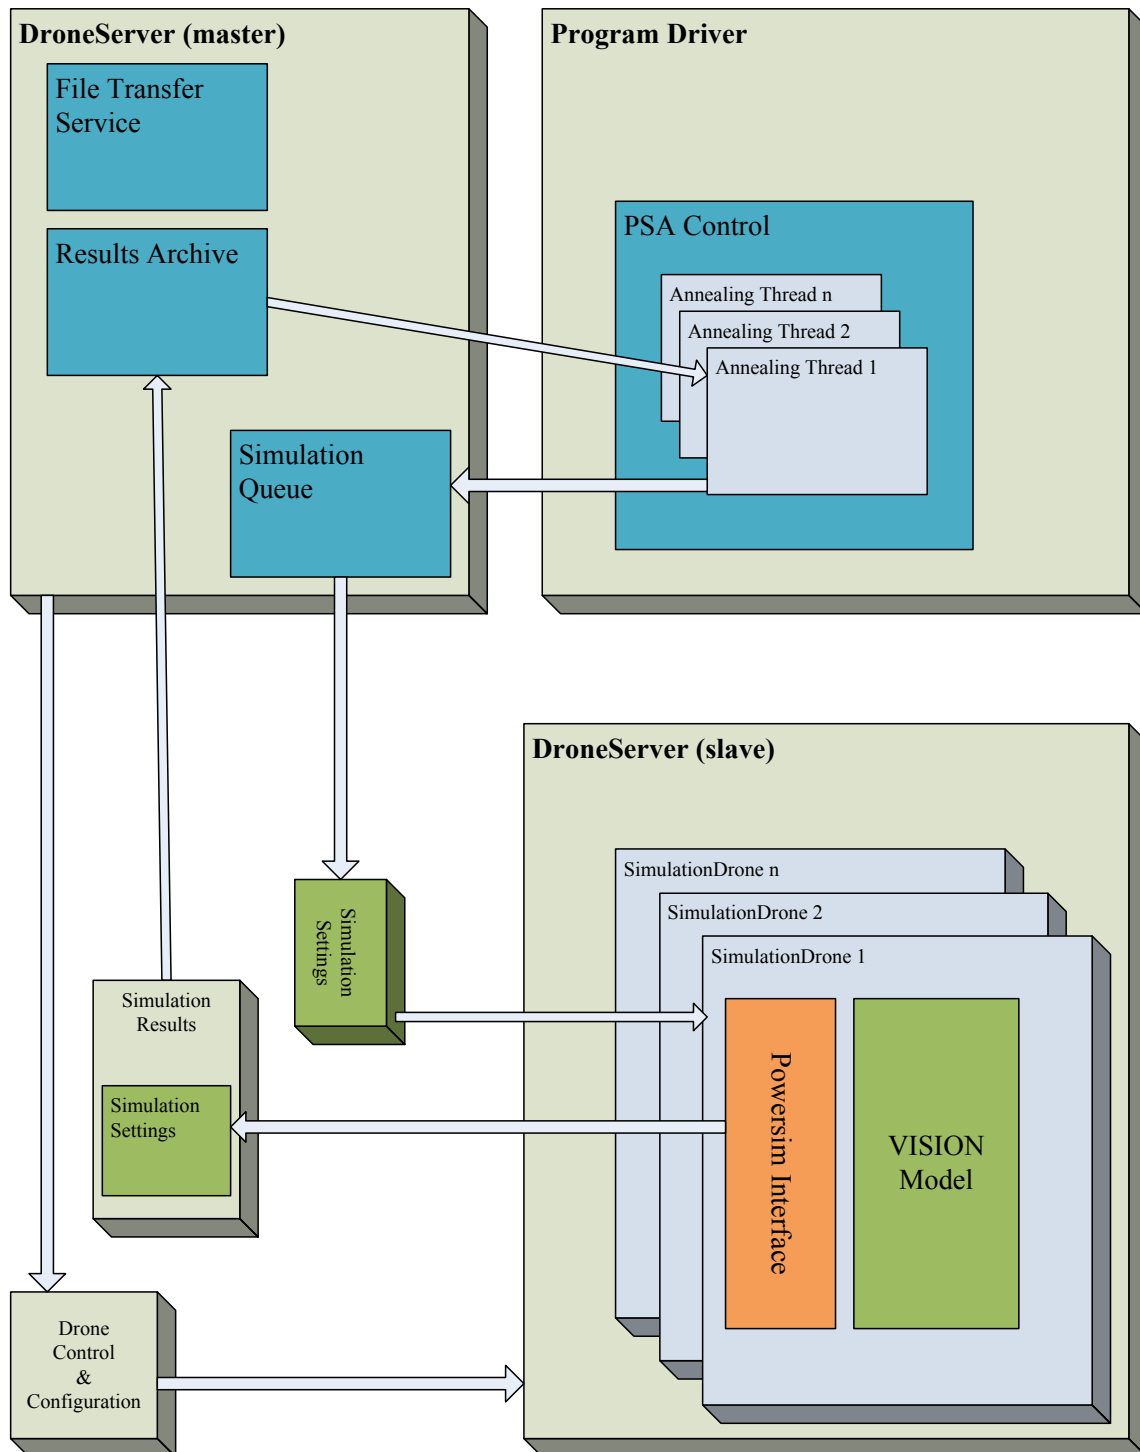 DroneServer (master)
File Transfer
Service
Results Archive
Simulation
Queue
Program Driver
PSA Control
Annealing Thread n
Annealing Thread 2
Annealing Thread 1
Simulation
Settings
Simulation
Results
Simulation
Settings
Drone
Control
&
Configuration
DroneServer (slave)
SimulationDrone n
SimulationDrone 2
SimulationDrone 1
Powersim Interface
VISION
Model